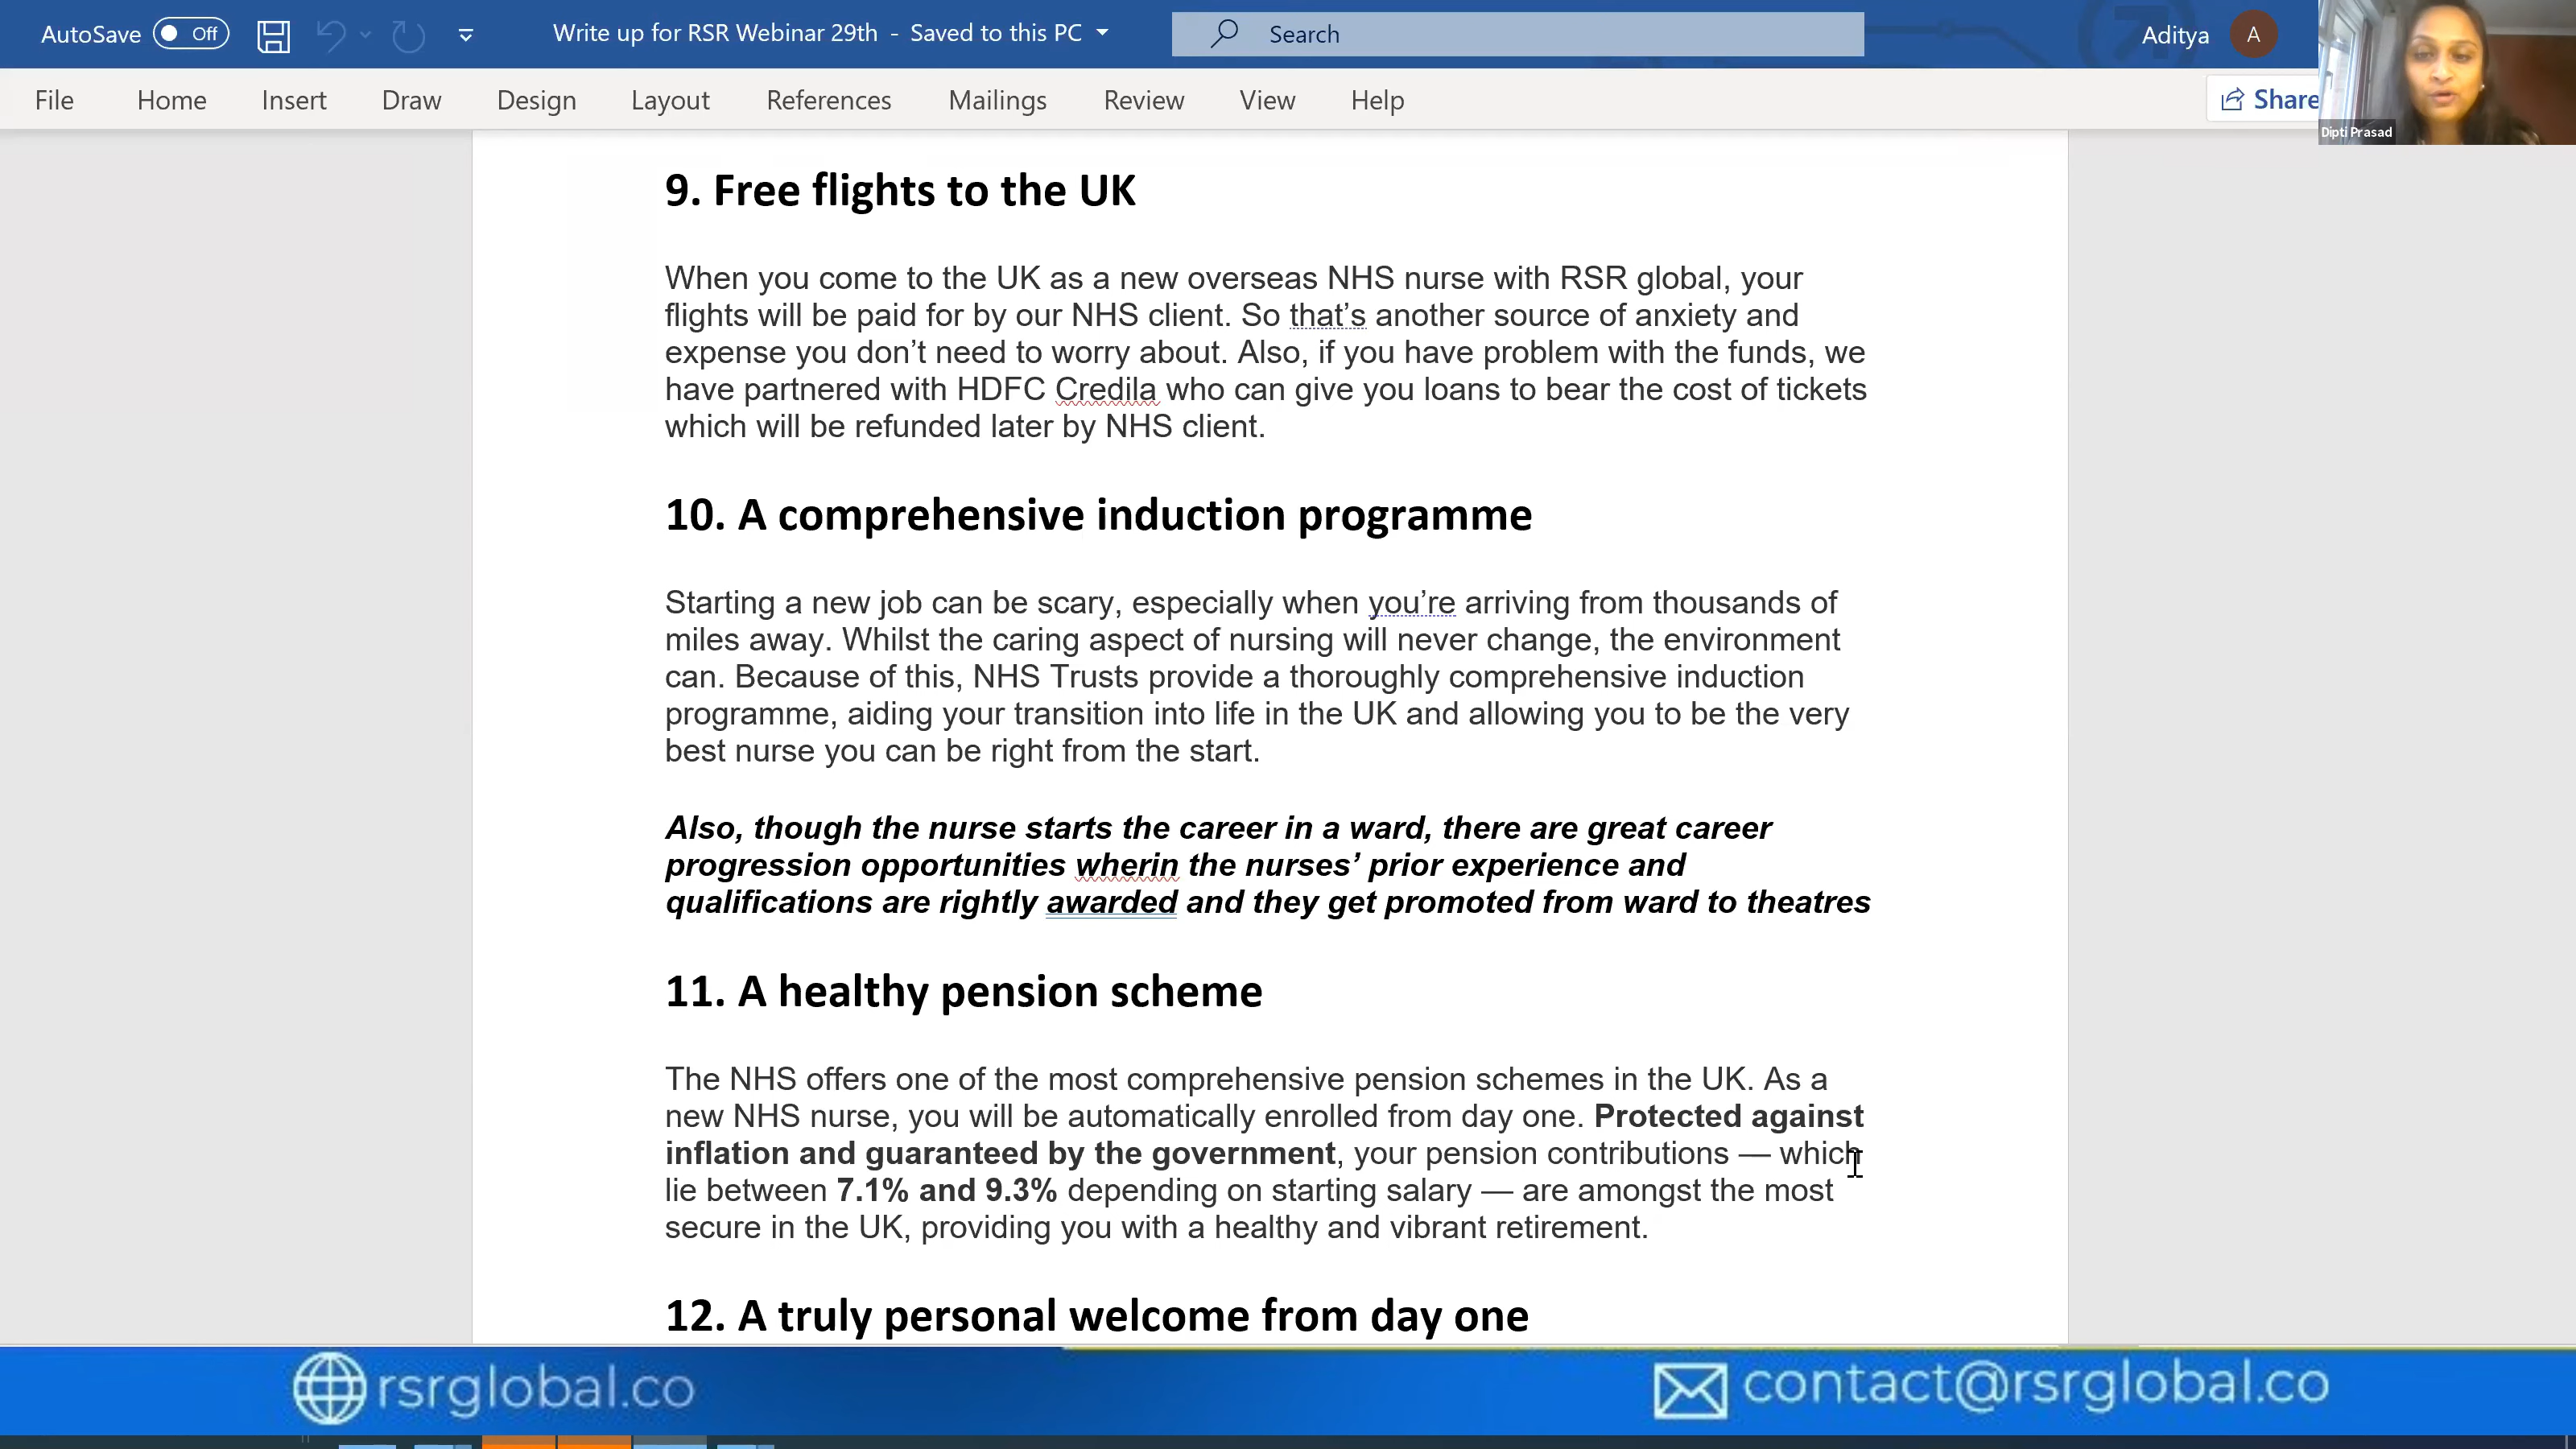 AutoSave Off Write up for RSR Webinar 29th - Saved to this PC Search Aditya A
Dipti Prasad
File Home Insert Draw Design Layout References Mailings Review View Help Share
9. Free flights to the UK
When you come to the UK as a new overseas NHS nurse with RSR global, your
flights will be paid for by our NHS client. So that’s another source of anxiety and
expense you don’t need to worry about. Also, if you have problem with the funds, we
have partnered with HDFC Credila who can give you loans to bear the cost of tickets
which will be refunded later by NHS client.
10. A comprehensive induction programme
Starting a new job can be scary, especially when you’re arriving from thousands of
miles away. Whilst the caring aspect of nursing will never change, the environment
can. Because of this, NHS Trusts provide a thoroughly comprehensive induction
programme, aiding your transition into life in the UK and allowing you to be the very
best nurse you can be right from the start.
Also, though the nurse starts the career in a ward, there are great career
progression opportunities wherin the nurses’ prior experience and
qualifications are rightly awarded and they get promoted from ward to theatres
11. A healthy pension scheme
The NHS offers one of the most comprehensive pension schemes in the UK. As a
new NHS nurse, you will be automatically enrolled from day one. Protected against
inflation and guaranteed by the government, your pension contributions — which
lie between 7.1% and 9.3% depending on starting salary — are amongst the most
secure in the UK, providing you with a healthy and vibrant retirement.
12. A truly personal welcome from day one
rsrglobal.co contact@rsrglobal.co